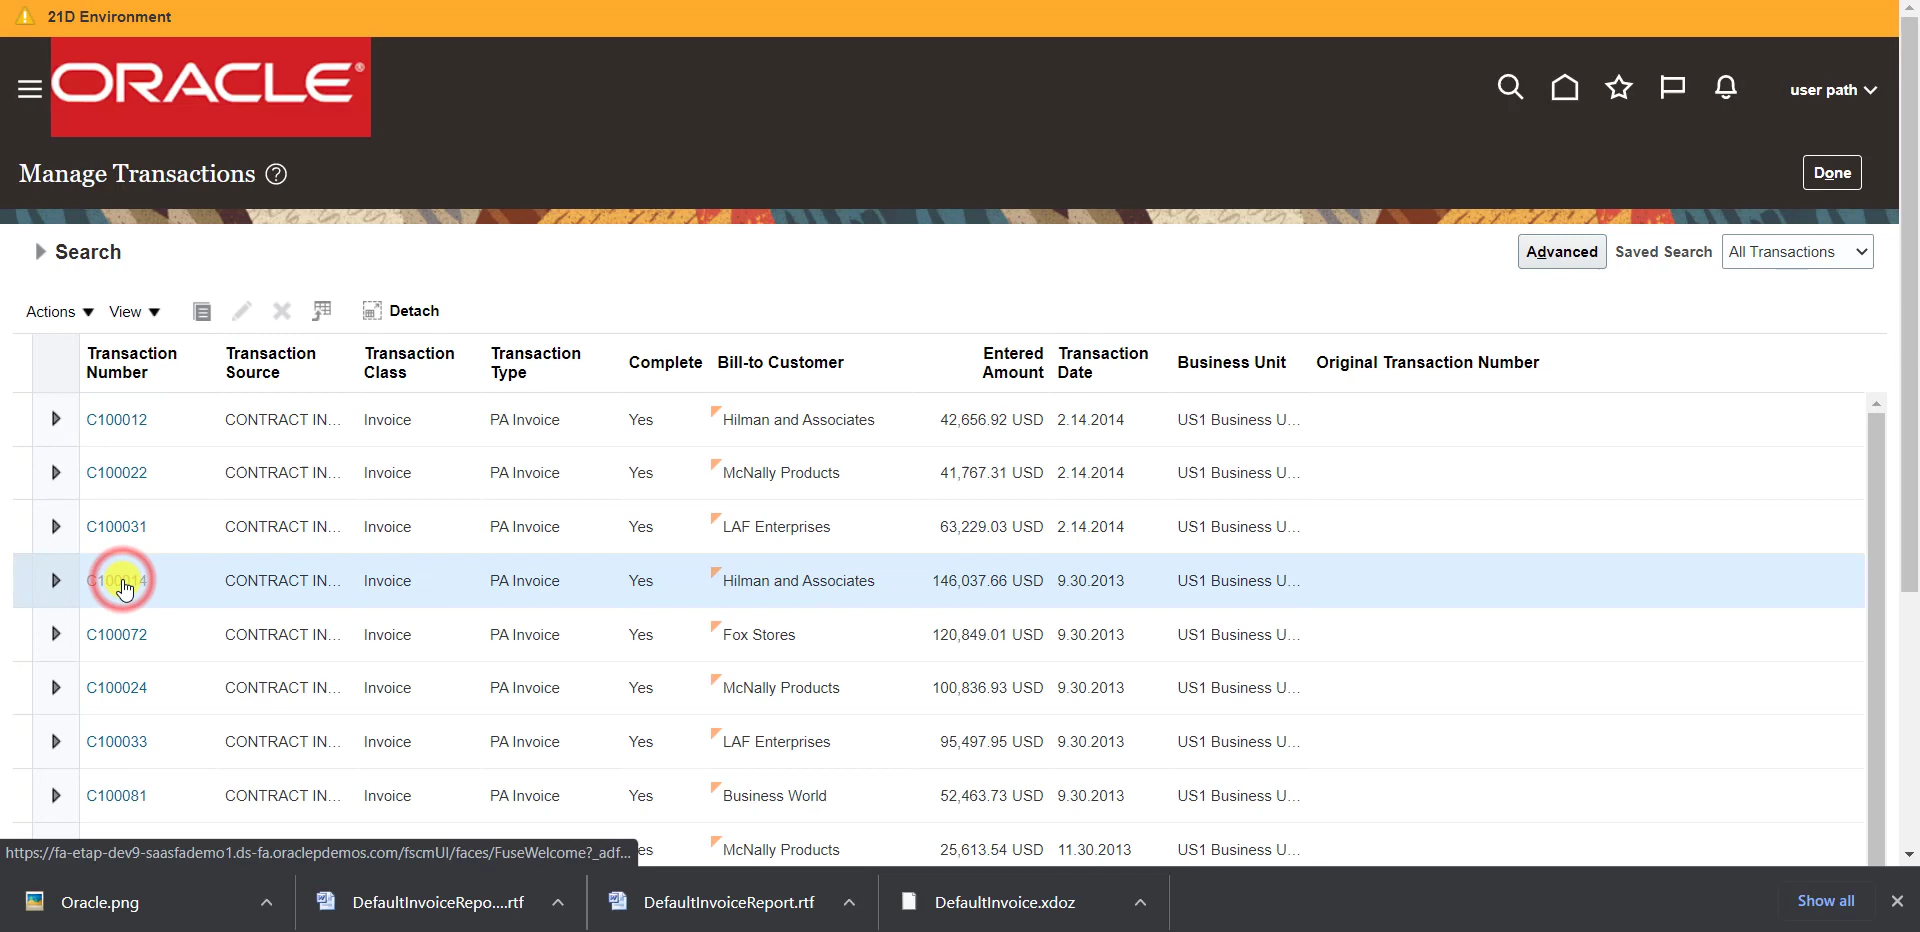 21D Environment
ORACLE®
user path
Manage Transactions ?
Done
Search
Advanced Saved Search All Transactions
Actions View Detach
Transaction Number Transaction Source Transaction Class Transaction Type Complete Bill-to Customer Entered Amount Transaction Date Business Unit Original Transaction Number
C100012 CONTRACT IN... Invoice PA Invoice Yes Hilman and Associates 42,656.92 USD 2.14.2014 US1 Business U...
C100022 CONTRACT IN... Invoice PA Invoice Yes McNally Products 41,767.31 USD 2.14.2014 US1 Business U...
C100031 CONTRACT IN... Invoice PA Invoice Yes LAF Enterprises 63,229.03 USD 2.14.2014 US1 Business U...
C100014 CONTRACT IN... Invoice PA Invoice Yes Hilman and Associates 146,037.66 USD 9.30.2013 US1 Business U...
C100072 CONTRACT IN... Invoice PA Invoice Yes Fox Stores 120,849.01 USD 9.30.2013 US1 Business U...
C100024 CONTRACT IN... Invoice PA Invoice Yes McNally Products 100,836.93 USD 9.30.2013 US1 Business U...
C100033 CONTRACT IN... Invoice PA Invoice Yes LAF Enterprises 95,497.95 USD 9.30.2013 US1 Business U...
C100081 CONTRACT IN... Invoice PA Invoice Yes Business World 52,463.73 USD 9.30.2013 US1 Business U...
https://fa-etap-dev9-saasfademo1.ds-fa.oraclepdemos.com/fscmUI/faces/FuseWelcome?_adf... es McNally Products 25,613.54 USD 11.30.2013 US1 Business U...
Oracle.png DefaultInvoiceRepo....rtf DefaultInvoiceReport.rtf DefaultInvoice.xdoz Show all